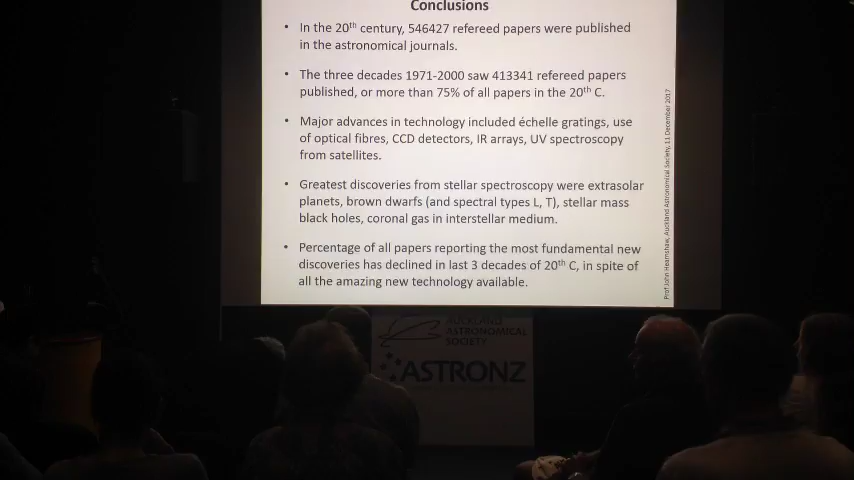 Conclusions
• In the 20th century, 546427 refereed papers were published
in the astronomical journals.
• The three decades 1971-2000 saw 413341 refereed papers
published, or more than 75% of all papers in the 20th C.
• Major advances in technology included échelle gratings, use
of optical fibres, CCD detectors, IR arrays, UV spectroscopy
from satellites.
• Greatest discoveries from stellar spectroscopy were extrasolar
planets, brown dwarfs (and spectral types L, T), stellar mass
black holes, coronal gas in interstellar medium.
• Percentage of all papers reporting the most fundamental new
discoveries has declined in last 3 decades of 20th C, in spite of
all the amazing new technology available.
Prof John Hearnshaw, Auckland Astronomical Society, 11 December 2017
AUCKLAND
ASTRONOMICAL
SOCIETY
ASTRONZ